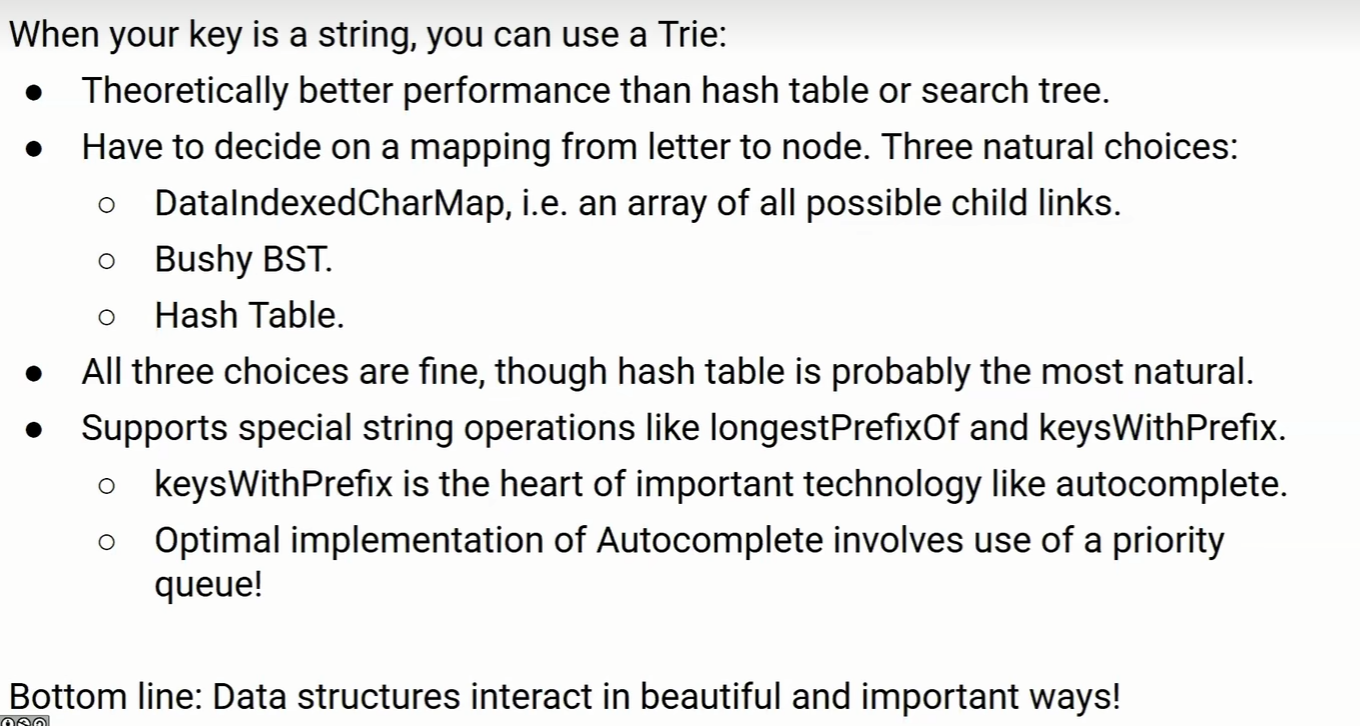 When your key is a string, you can use a Trie:
● Theoretically better performance than hash table or search tree.
● Have to decide on a mapping from letter to node. Three natural choices:
○ DataIndexedCharMap, i.e. an array of all possible child links.
○ Bushy BST.
○ Hash Table.
● All three choices are fine, though hash table is probably the most natural.
● Supports special string operations like longestPrefixOf and keysWithPrefix.
○ keysWithPrefix is the heart of important technology like autocomplete.
○ Optimal implementation of Autocomplete involves use of a priority
queue!
Bottom line: Data structures interact in beautiful and important ways!